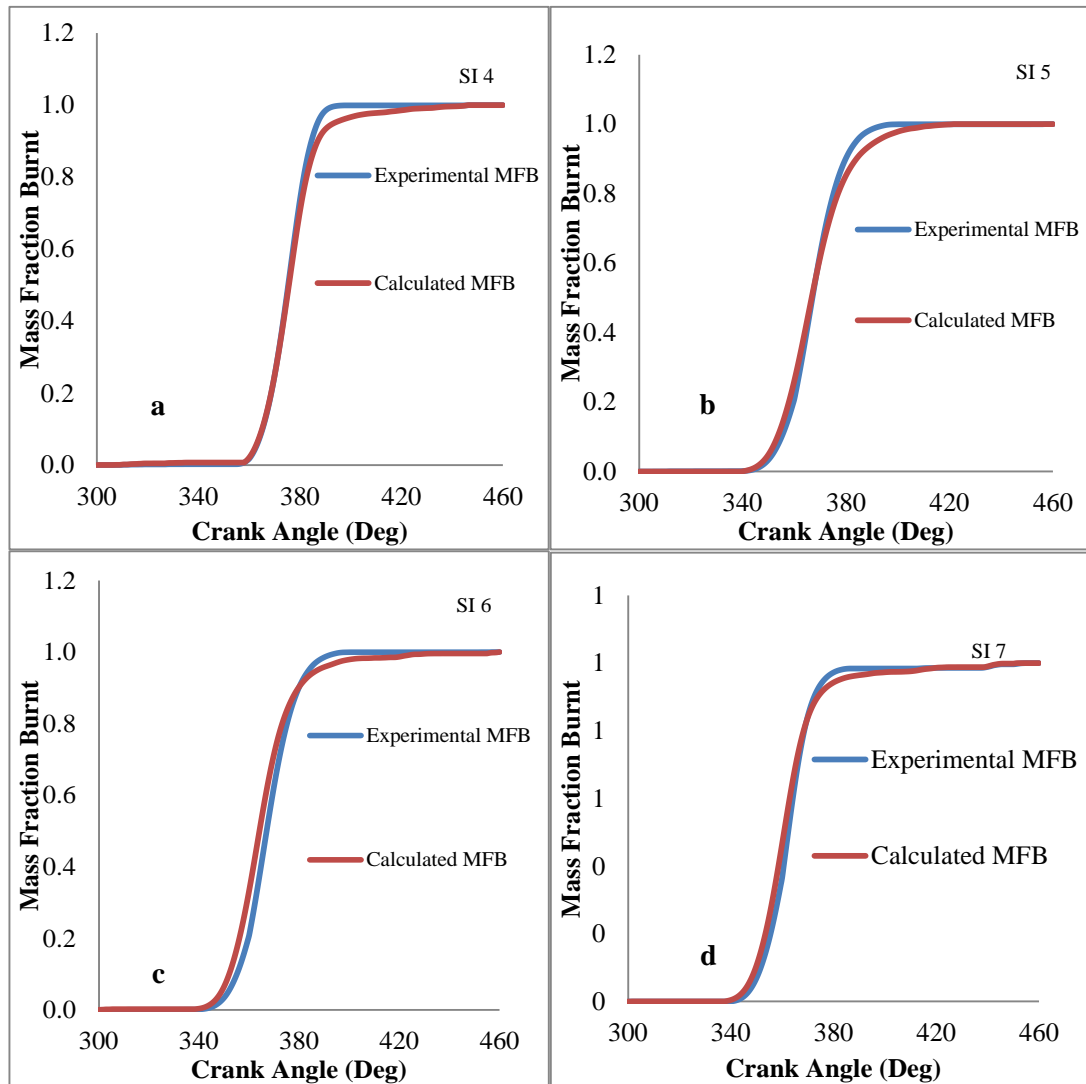 1.2
1.0
0.8
0.6
0.4
0.2
0.0
Mass Fraction Burnt
SI 4
Experimental MFB
Calculated MFB
a
300 340 380 420 460
Crank Angle (Deg)
1.2
1.0
0.8
0.6
0.4
0.2
0.0
Mass Fraction Burnt
SI 5
Experimental MFB
Calculated MFB
b
300 340 380 420 460
Crank Angle (Deg)
1.2
1.0
0.8
0.6
0.4
0.2
0.0
Mass Fraction Burnt
SI 6
Experimental MFB
Calculated MFB
c
300 340 380 420 460
Crank Angle (Deg)
1
1
1
1
0
0
0
Mass Fraction Burnt
SI 7
Experimental MFB
Calculated MFB
d
300 340 380 420 460
Crank Angle (Deg)